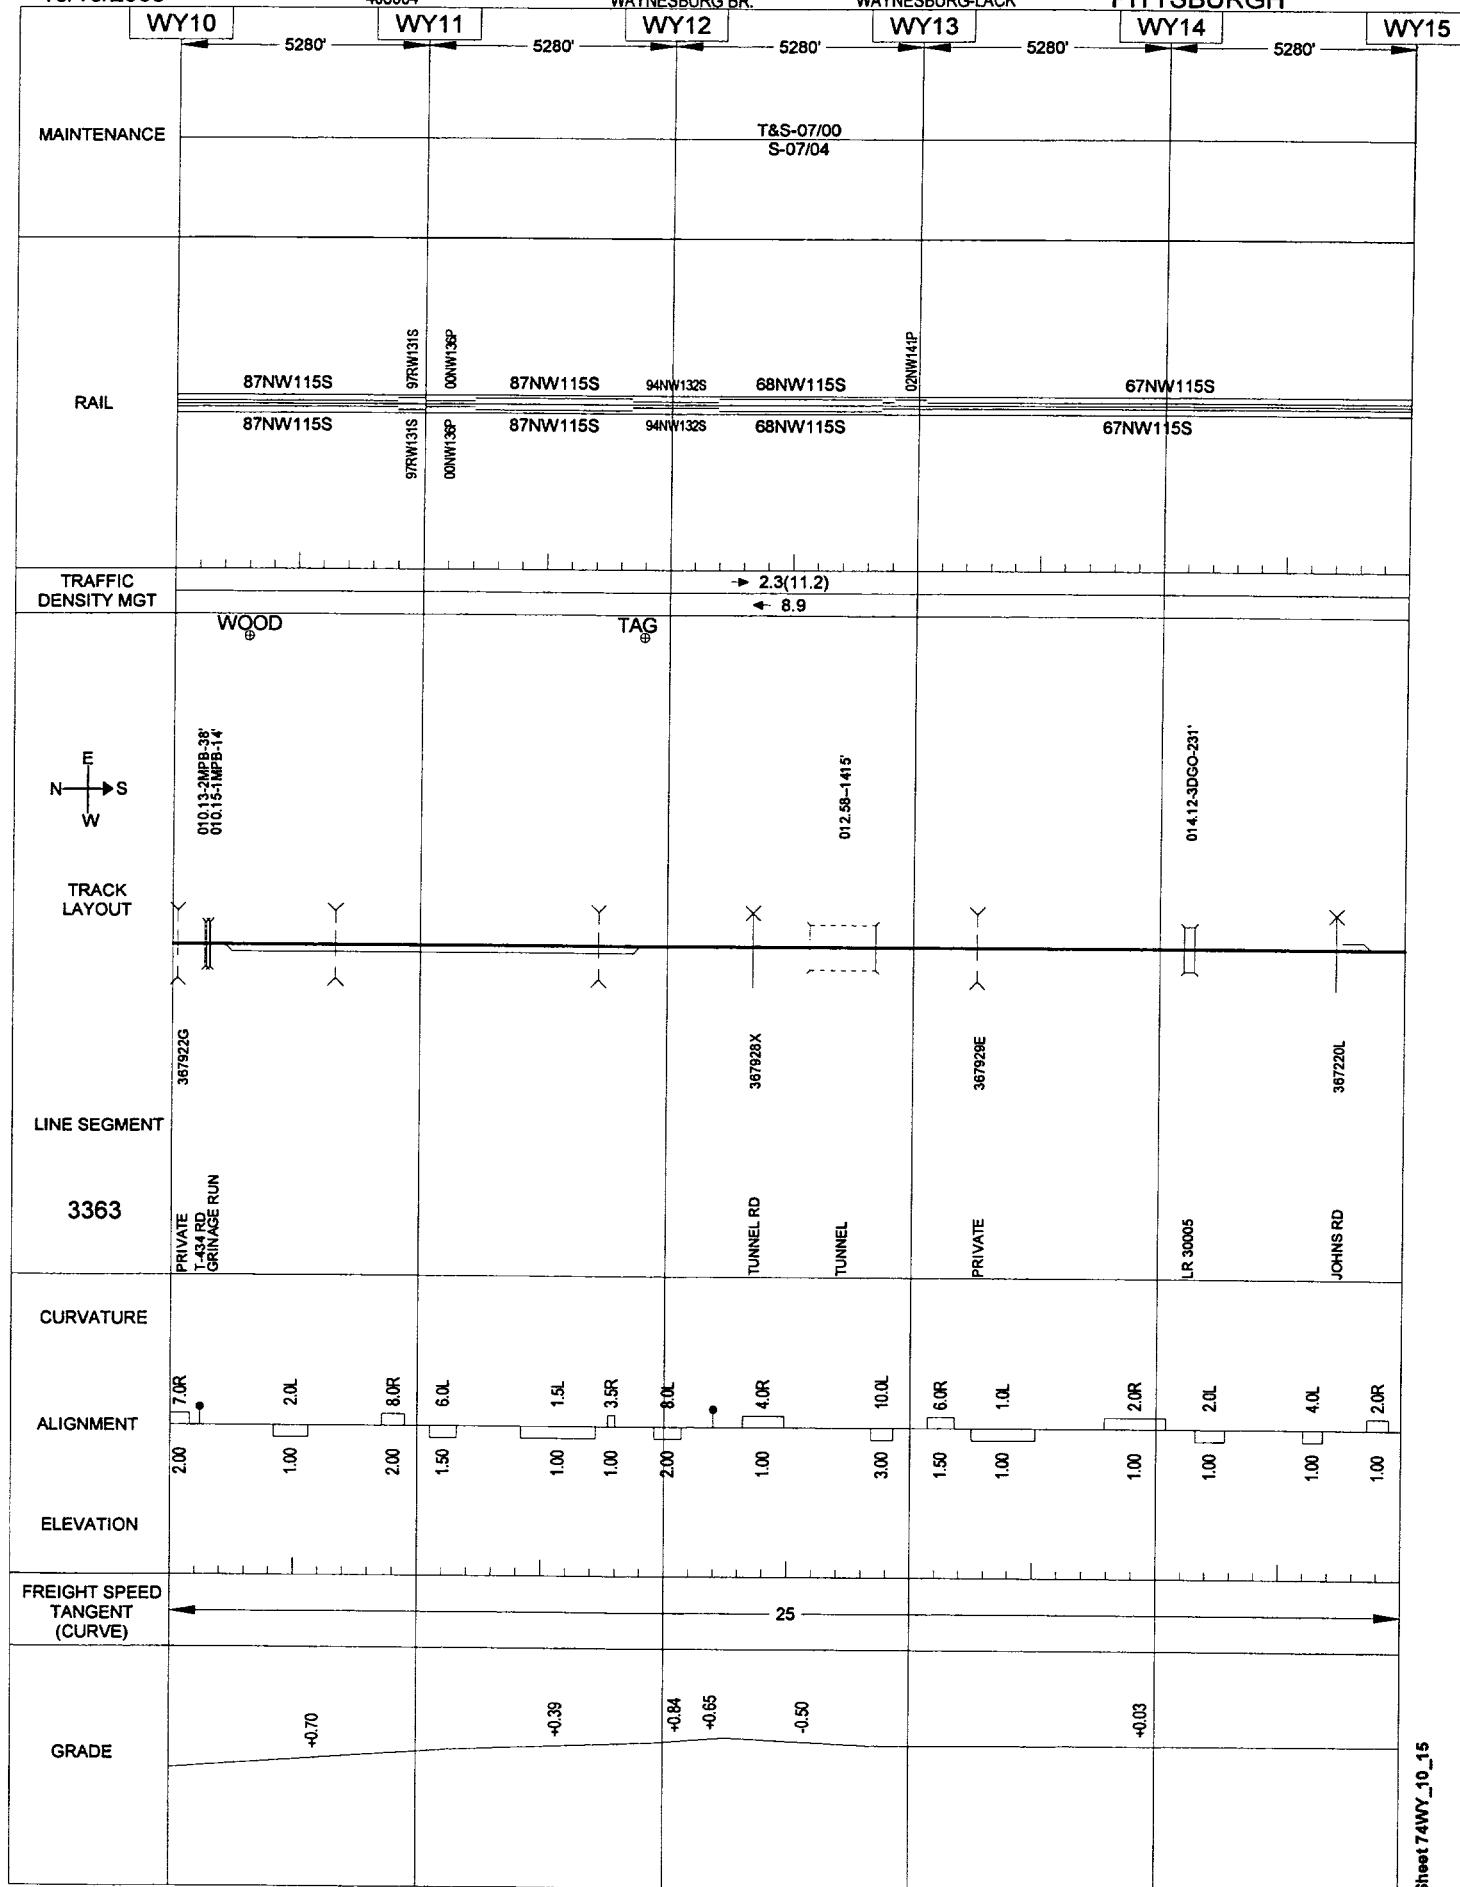 WAYNESBURG BR.
WAYNESBURG-LACK
PITTSBURGH
WY10 WY11 WY12 WY13 WY14 WY15
5280' 5280' 5280' 5280' 5280'
MAINTENANCE
T&S-07/00
S-07/04
RAIL
87NW115S 97RW131S 00NW136P 87NW115S 94NW132S 68NW115S 02NW141P 67NW115S
87NW115S 97RW131S 00NW136P 87NW115S 94NW132S 68NW115S 67NW115S
TRAFFIC
DENSITY MGT
2.3(11.2)
8.9
WOOD TAG
E
N S
W
010.13-2MPB-38'
010.15-1MPB-14'
012.58--1415'
014.12-3DGO-231'
TRACK
LAYOUT
367922G 367928X 367929E 367220L
LINE SEGMENT
3363
PRIVATE
T-434 RD
GRINAGE RUN
TUNNEL RD
TUNNEL
PRIVATE
LR 30005
JOHNS RD
CURVATURE
7.0R 2.0L 8.0R 6.0L 1.5L 3.5R 8.0L 4.0R 10.0L 6.0R 1.0L 2.0R 2.0L 4.0L 2.0R
ALIGNMENT
2.00 1.00 2.00 1.50 1.00 1.00 2.00 1.00 3.00 1.50 1.00 1.00 1.00 1.00 1.00
ELEVATION
FREIGHT SPEED
TANGENT
(CURVE)
25
GRADE
+0.70 +0.39 +0.84 +0.65 -0.50 +0.03
Sheet 74WY_10_15